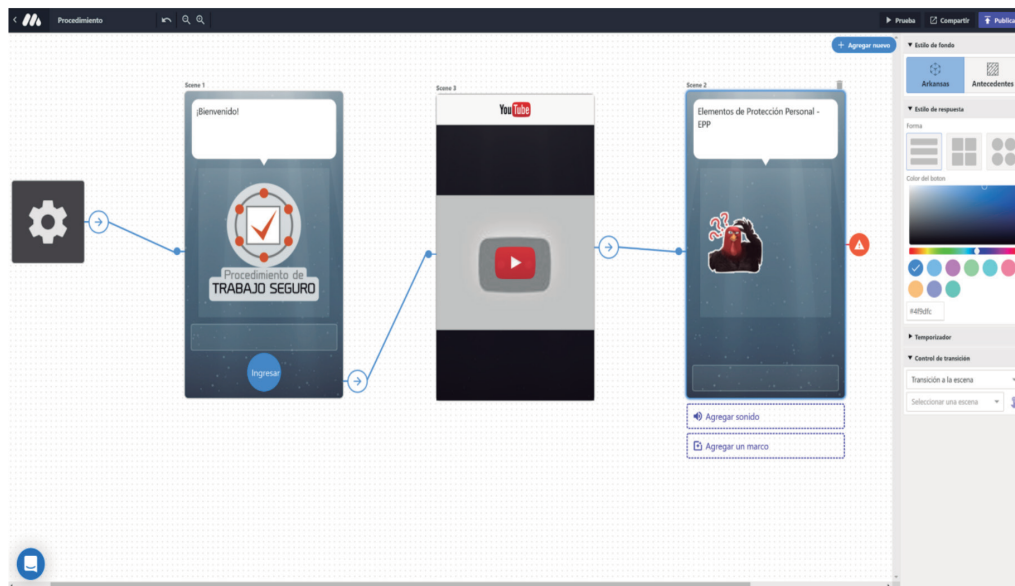 Procedimiento
Prueba
Compartir
Publica
Agregar nuevo
Scene 1
¡Bienvenido!
Procedimiento de
TRABAJO SEGURO
Ingresar
Scene 3
YouTube
Scene 2
Elementos de Protección Personal -
EPP
???
Agregar sonido
Agregar un marco
Estilo de fondo
Arkansas
Antecedentes
Estilo de respuesta
Forma
Color del boton
#4f9dfc
Temporizador
Control de transición
Transición a la escena
Seleccionar una escena